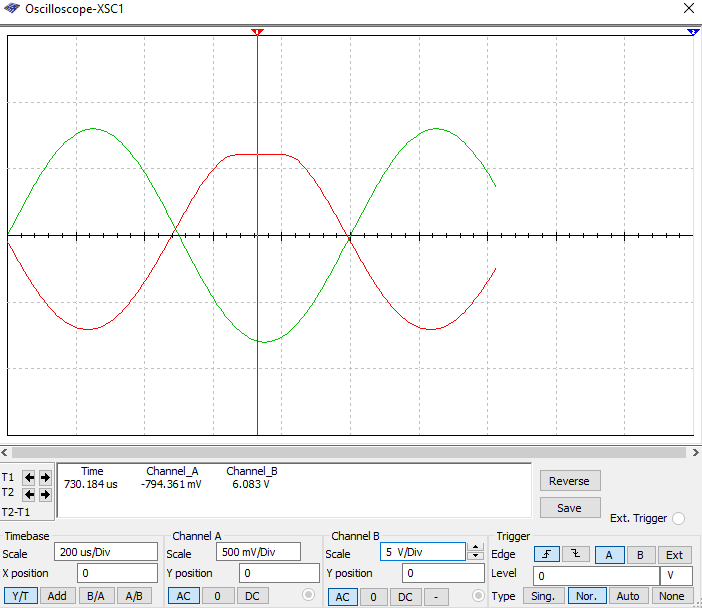 Oscilloscope-XSC1
1
2
Time Channel_A Channel_B
730.184 us -794.361 mV 6.083 V
T1
T2
T2-T1
Reverse
Save
Ext. Trigger
Timebase
Scale 200 us/Div
X position 0
Y/T Add B/A A/B
Channel A
Scale 500 mV/Div
Y position 0
AC 0 DC
Channel B
Scale 5 V/Div
Y position 0
AC 0 DC -
Trigger
Edge A B Ext
Level 0 V
Type Sing. Nor. Auto None